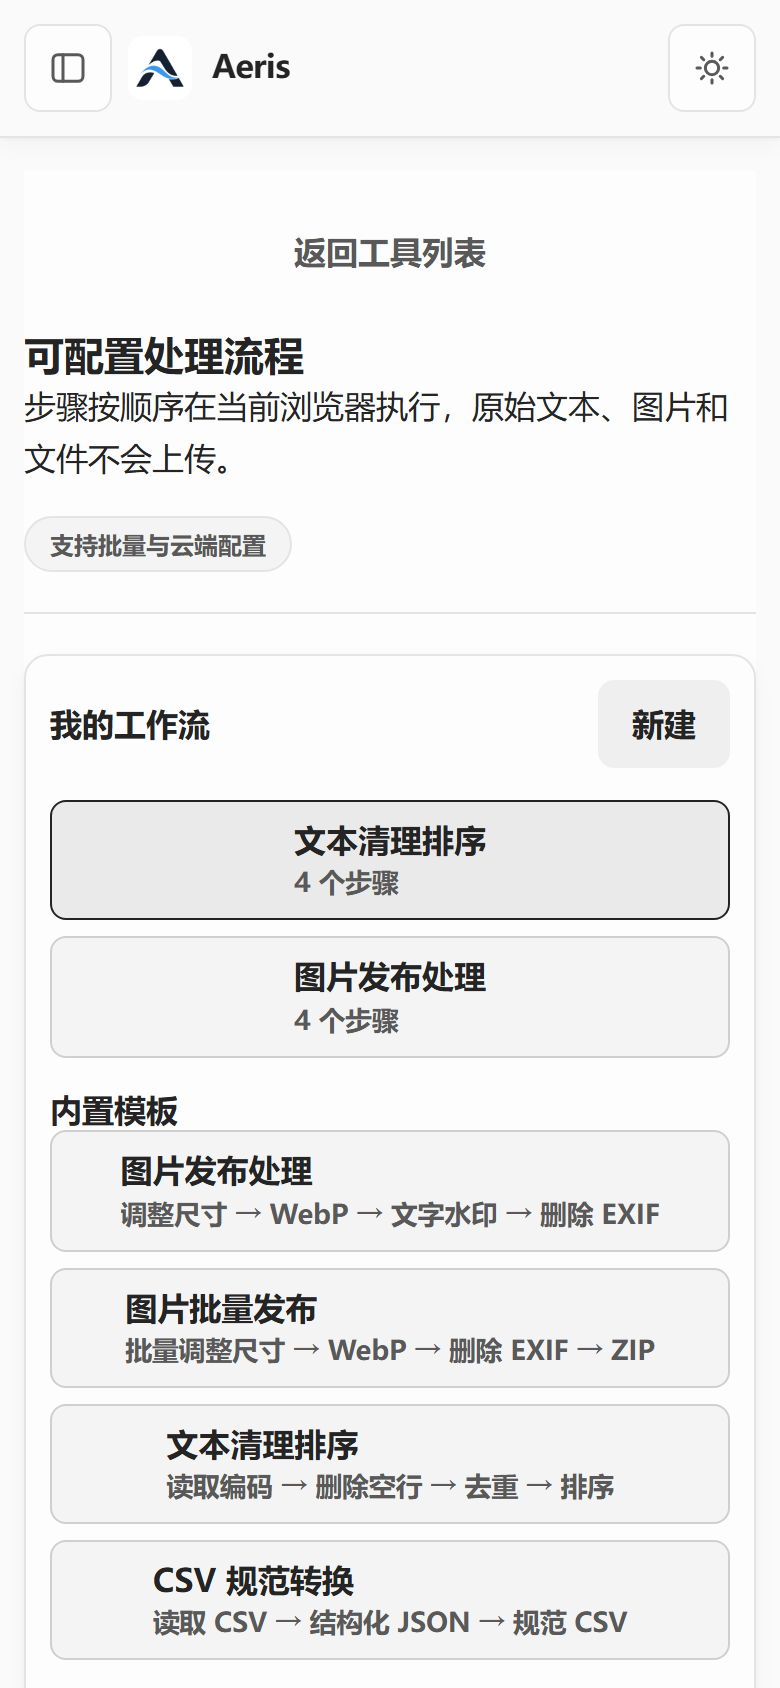 Aeris
返回工具列表
可配置处理流程
步骤按顺序在当前浏览器执行，原始文本、图片和
文件不会上传。
支持批量与云端配置
我的工作流
新建
文本清理排序
4 个步骤
图片发布处理
4 个步骤
内置模板
图片发布处理
调整尺寸 → WebP → 文字水印 → 删除 EXIF
图片批量发布
批量调整尺寸 → WebP → 删除 EXIF → ZIP
文本清理排序
读取编码 → 删除空行 → 去重 → 排序
CSV 规范转换
读取 CSV → 结构化 JSON → 规范 CSV